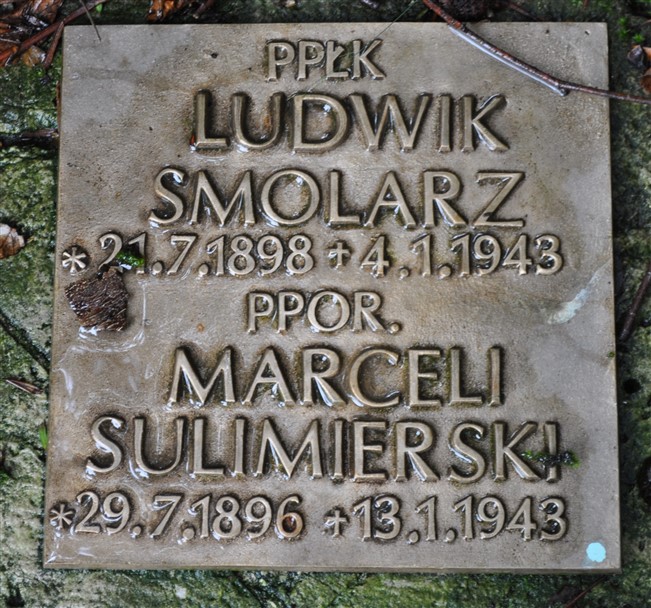 PPŁK
LUDWIK
SMOLARZ
* 21.7.1898 + 4.1.1943
PPOR.
MARCELI
SULIMIERSKI
* 29.7.1896 + 13.1.1943